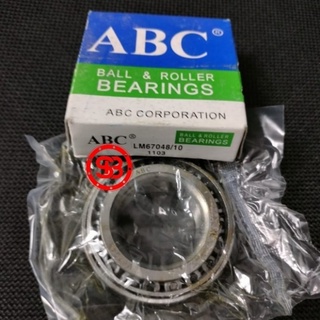 ABC®
BALL & ROLLER
BEARINGS
ABC CORPORATION
ABC® LM67048/10 BALL & ROLLER
1103 BEARINGS